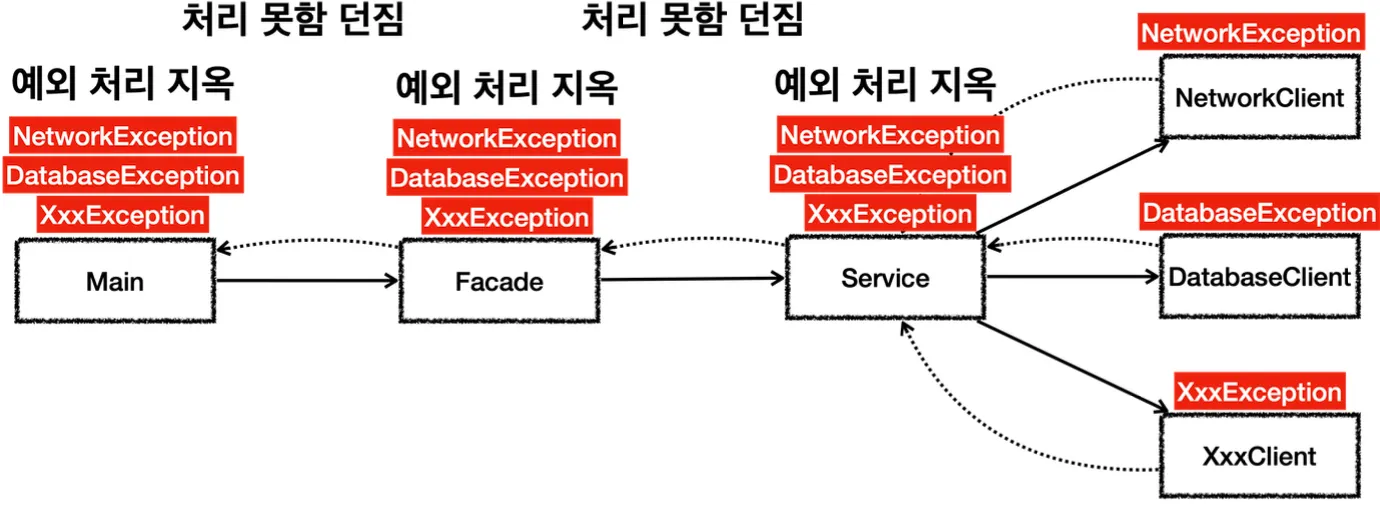 처리 못함 던짐
처리 못함 던짐
예외 처리 지옥
NetworkException
DatabaseException
XxxException
Main
예외 처리 지옥
NetworkException
DatabaseException
XxxException
Facade
예외 처리 지옥
NetworkException
DatabaseException
XxxException
Service
NetworkException
NetworkClient
DatabaseException
DatabaseClient
XxxException
XxxClient